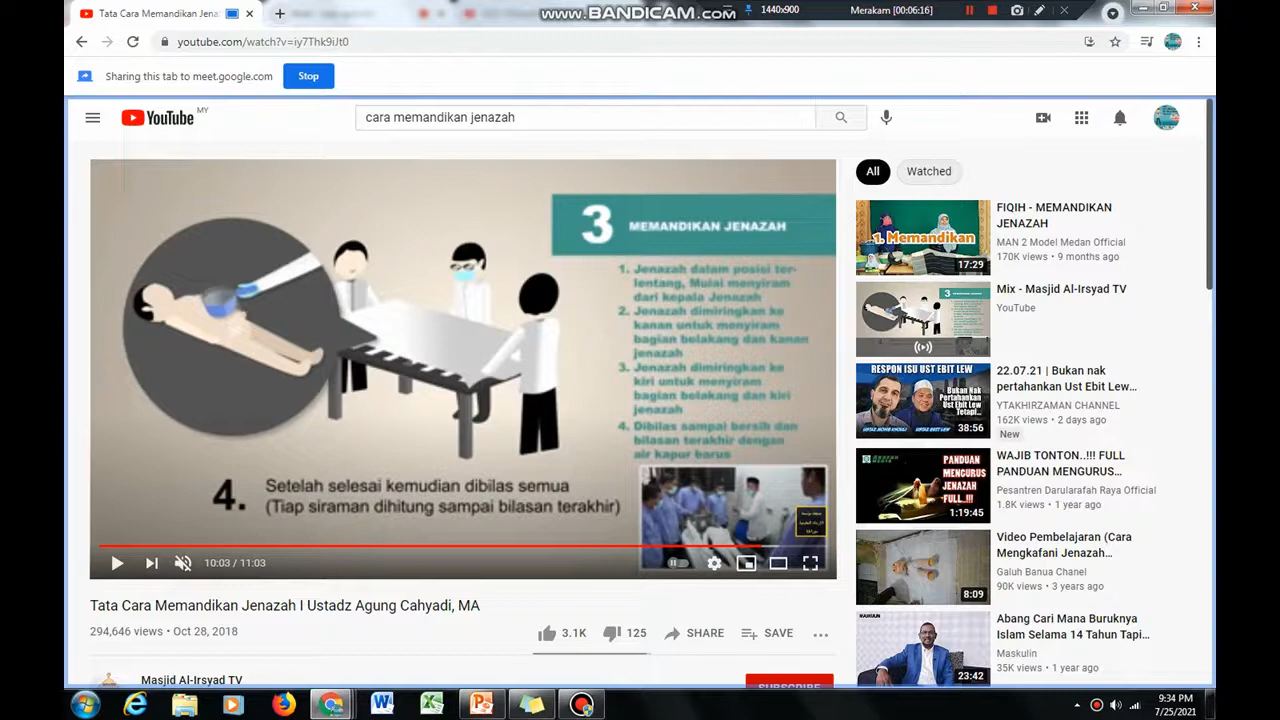 Tata Cara Memandikan Jena
www.BANDICAM.com
1440x900
Merakam [00:06:16]
youtube.com/watch?v=iy7Thk9iJt0
Sharing this tab to meet.google.com
Stop
YouTube MY
cara memandikan jenazah
3 MEMANDIKAN JENAZAH
1. Jenazah dalam posisi ter-
lentang, Mulai menyiram
dari kepala Jenazah
2. Jenazah dimiringkan ke
kanan untuk menyiram
bagian belakang dan kanan
jenazah
3. Jenazah dimiringkan ke
kiri untuk menyiram
bagian belakang dan kiri
jenazah
4. Dibilas sampai bersih dan
bilasan terakhir dengan
air kapur barus
4. Setelah selesai kemudian dibilas semua
(Tiap siraman dihitung sampai bilasan terakhir)
10:03 / 11:03
Tata Cara Memandikan Jenazah I Ustadz Agung Cahyadi, MA
294,646 views • Oct 28, 2018
3.1K
125
SHARE
SAVE
Masjid Al-Irsyad TV
SUBSCRIBE
All
Watched
1. Memandikan
17:29
FIQIH - MEMANDIKAN
JENAZAH
MAN 2 Model Medan Official
170K views • 9 months ago
3
Mix - Masjid Al-Irsyad TV
YouTube
RESPON ISU UST EBIT LEW
Bukan Nak
Pertahankan
Ust Ebit Lew
Tetapi...
38:56
22.07.21 | Bukan nak
pertahankan Ust Ebit Lew…
YTAKHIRZAMAN CHANNEL
162K views • 2 days ago
New
PANDUAN
MENGURUS
JENAZAH
FULL..!!!
1:19:45
WAJIB TONTON..!!! FULL
PANDUAN MENGURUS…
Pesantren Darularafah Raya Official
1.8K views • 1 year ago
8:09
Video Pembelajaran (Cara
Mengkafani Jenazah…
Galuh Banua Chanel
90K views • 3 years ago
23:42
Abang Cari Mana Buruknya
Islam Selama 14 Tahun Tapi…
Maskulin
35K views • 1 year ago
9:34 PM
7/25/2021